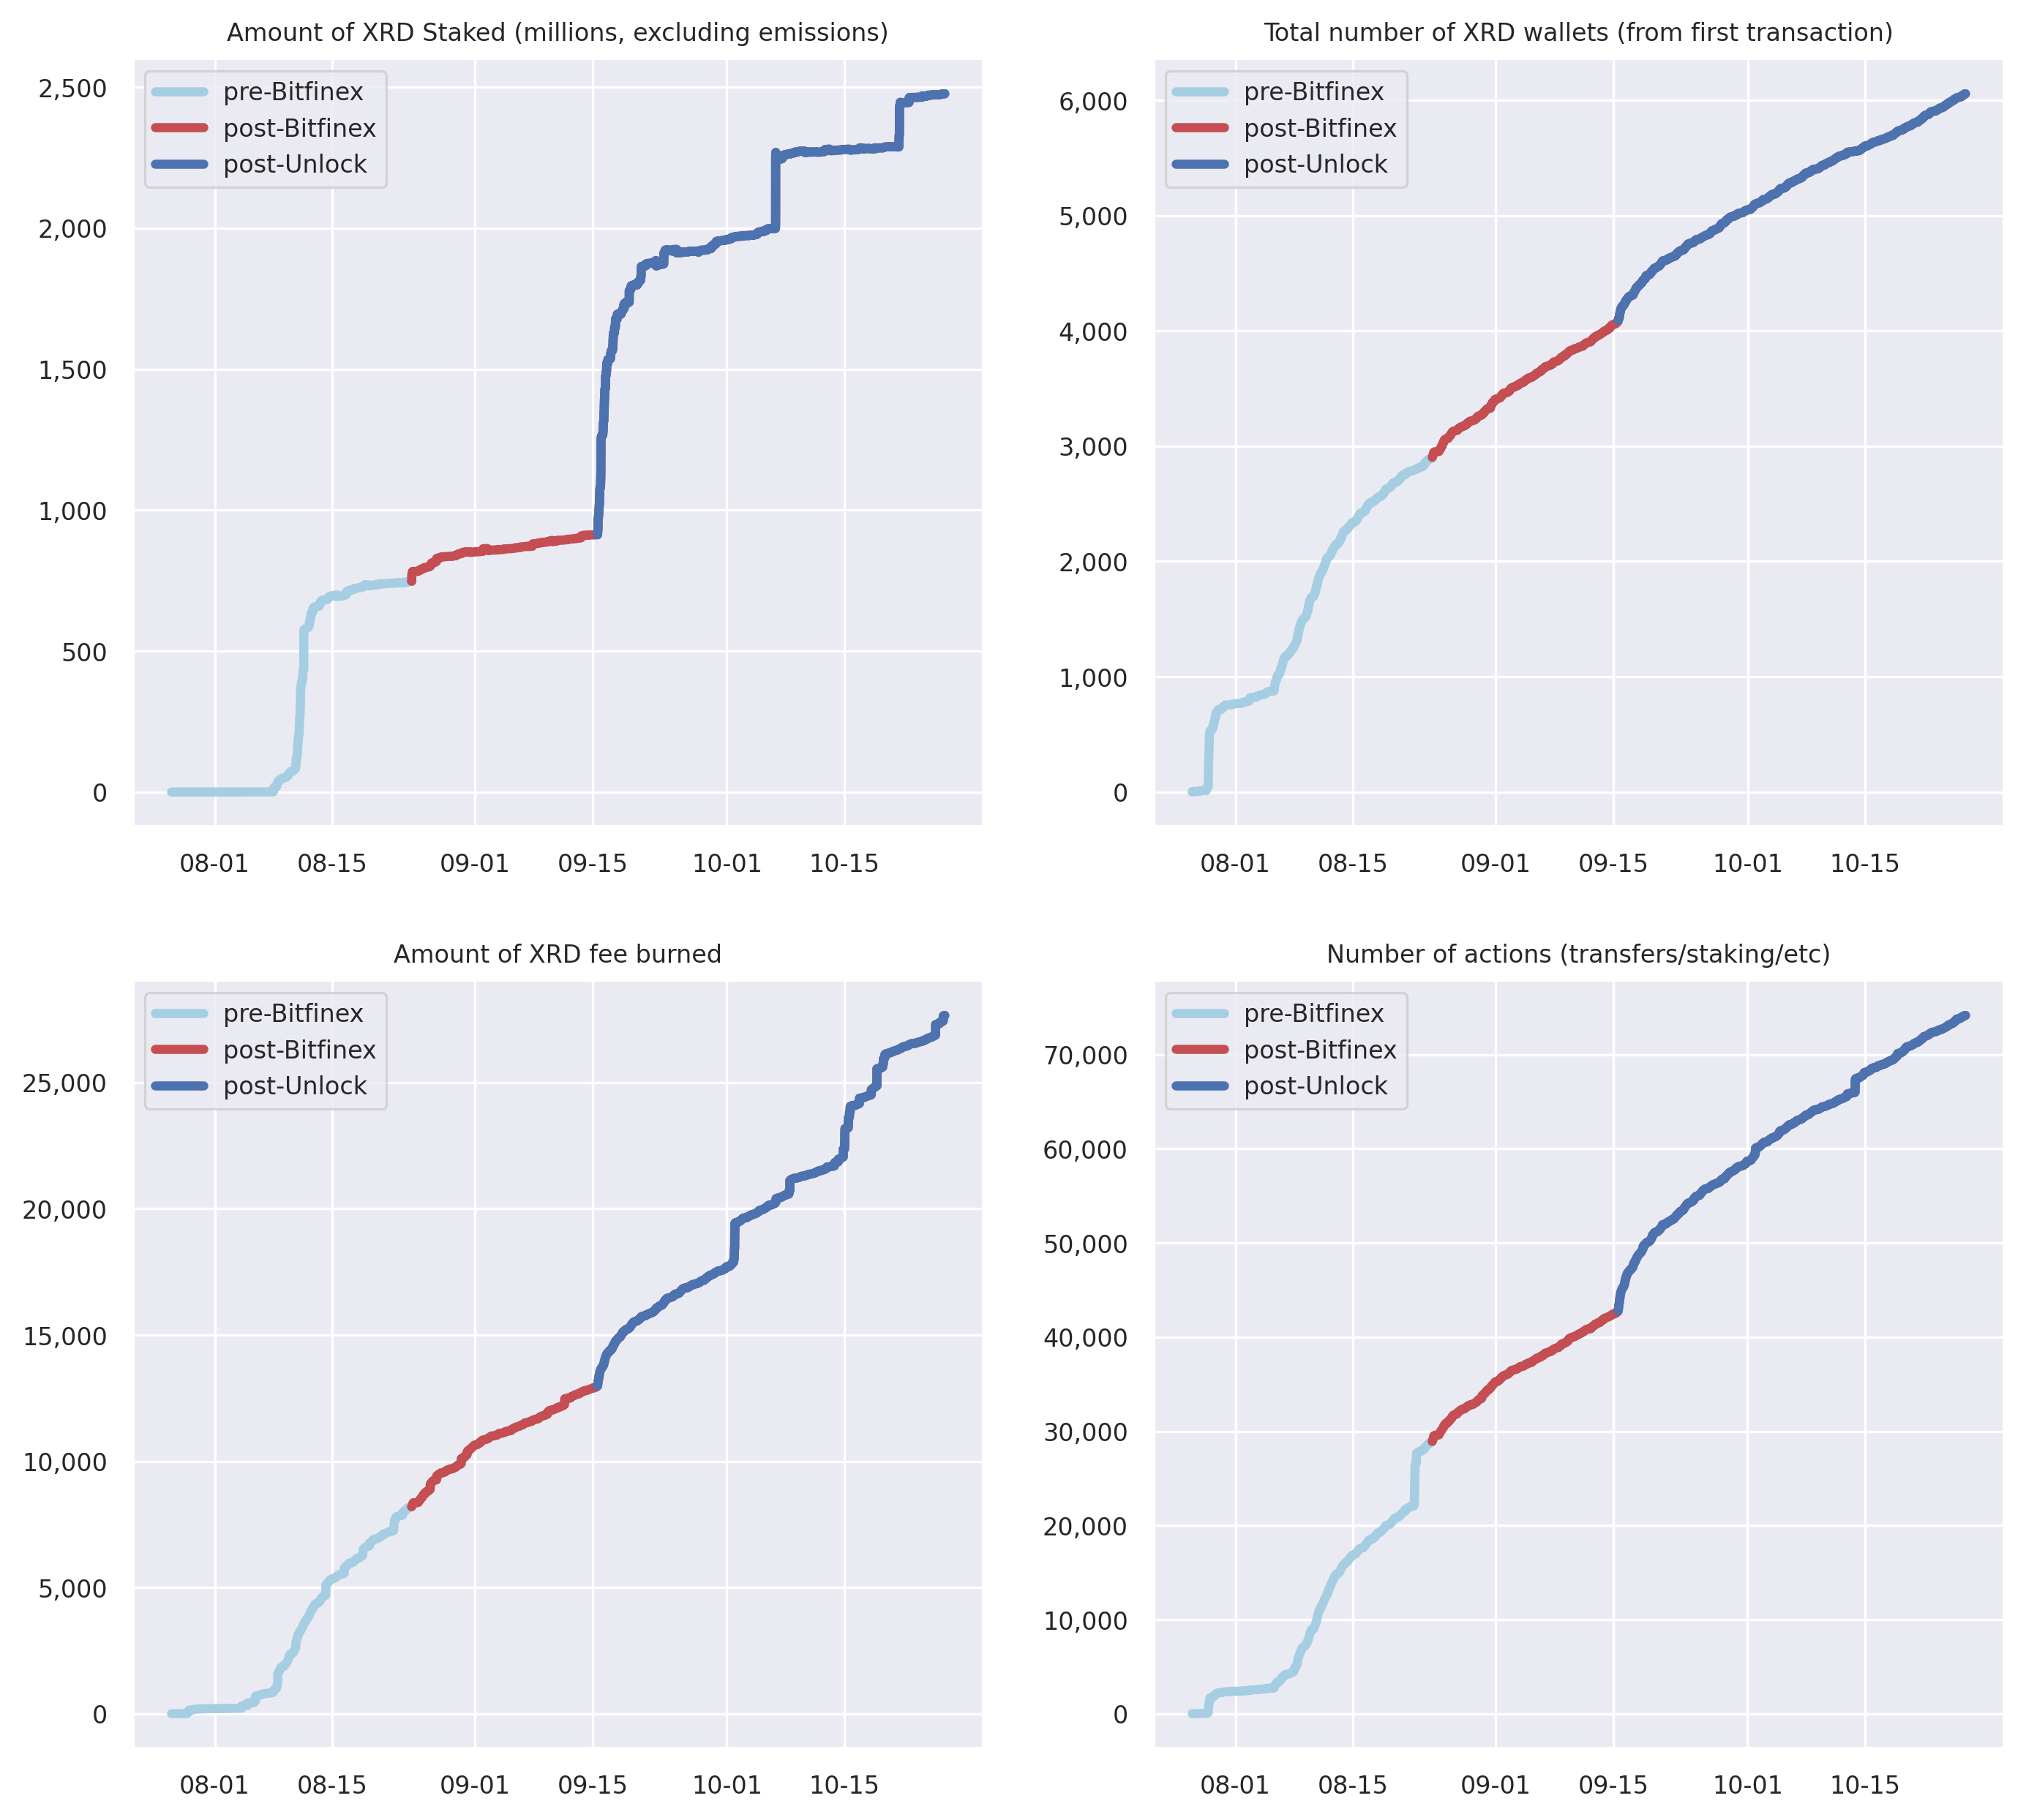 Amount of XRD Staked (millions, excluding emissions)
pre-Bitfinex
post-Bitfinex
post-Unlock
2,500
2,000
1,500
1,000
500
0
08-01 08-15 09-01 09-15 10-01 10-15
Total number of XRD wallets (from first transaction)
pre-Bitfinex
post-Bitfinex
post-Unlock
6,000
5,000
4,000
3,000
2,000
1,000
0
08-01 08-15 09-01 09-15 10-01 10-15
Amount of XRD fee burned
pre-Bitfinex
post-Bitfinex
post-Unlock
25,000
20,000
15,000
10,000
5,000
0
08-01 08-15 09-01 09-15 10-01 10-15
Number of actions (transfers/staking/etc)
pre-Bitfinex
post-Bitfinex
post-Unlock
70,000
60,000
50,000
40,000
30,000
20,000
10,000
0
08-01 08-15 09-01 09-15 10-01 10-15